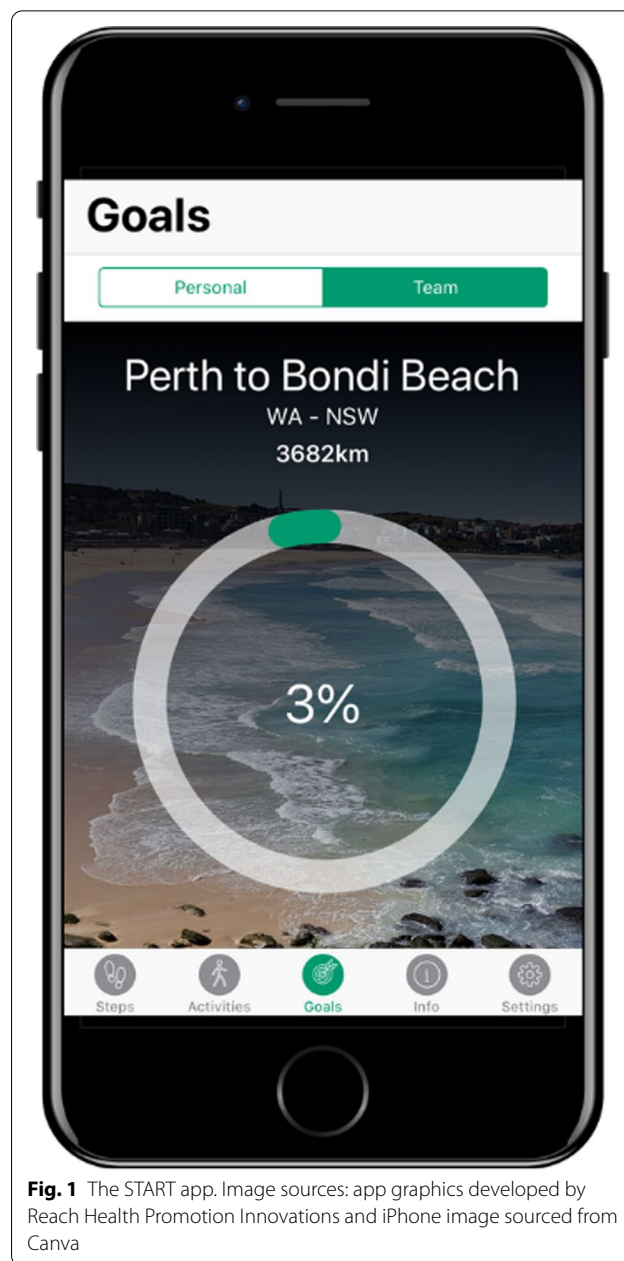 Goals
Personal Team
Perth to Bondi Beach
WA - NSW
3682km
3%
Steps Activities Goals Info Settings
Fig. 1 The START app. Image sources: app graphics developed by
Reach Health Promotion Innovations and iPhone image sourced from
Canva